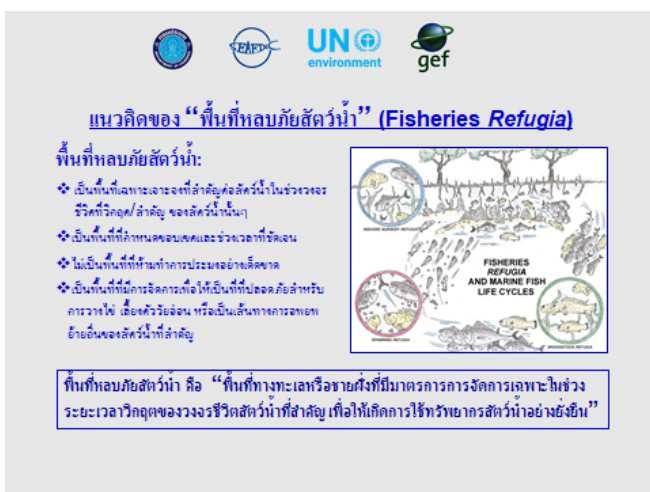 SEAFDEC
UN
environment
gef
แนวคิดของ “พื้นที่หลบภัยสัตว์น้ำ” (Fisheries Refugia)
พื้นที่หลบภัยสัตว์น้ำ:
❖ เป็นพื้นที่เฉพาะเจาะจงที่สำคัญต่อสัตว์น้ำในช่วงวงจร
ชีวิตที่วิกฤต/สำคัญ ของสัตว์น้ำนั้นๆ
❖ เป็นพื้นที่ที่กำหนดขอบเขตและช่วงเวลาที่ชัดเจน
❖ ไม่เป็นพื้นที่ที่ห้ามทำการประมงอย่างเด็ดขาด
❖ เป็นพื้นที่ที่มีการจัดการเพื่อให้เป็นที่ที่ปลอดภัยสำหรับ
การวางไข่ เลี้ยงตัววัยอ่อน หรือเป็นเส้นทางการอพยพ
ย้ายถิ่นของสัตว์น้ำที่สำคัญ
INSHORE NURSERY REFUGIA
FISHERIES
REFUGIA
AND MARINE FISH
LIFE CYCLES
SPAWNING REFUGIA
BROODSTOCK REFUGIA
พื้นที่หลบภัยสัตว์น้ำ คือ “พื้นที่ทางทะเลหรือชายฝั่งที่มีมาตรการการจัดการเฉพาะในช่วง
ระยะเวลาวิกฤตของวงจรชีวิตสัตว์น้ำที่สำคัญ เพื่อให้เกิดการใช้ทรัพยากรสัตว์น้ำอย่างยั่งยืน”